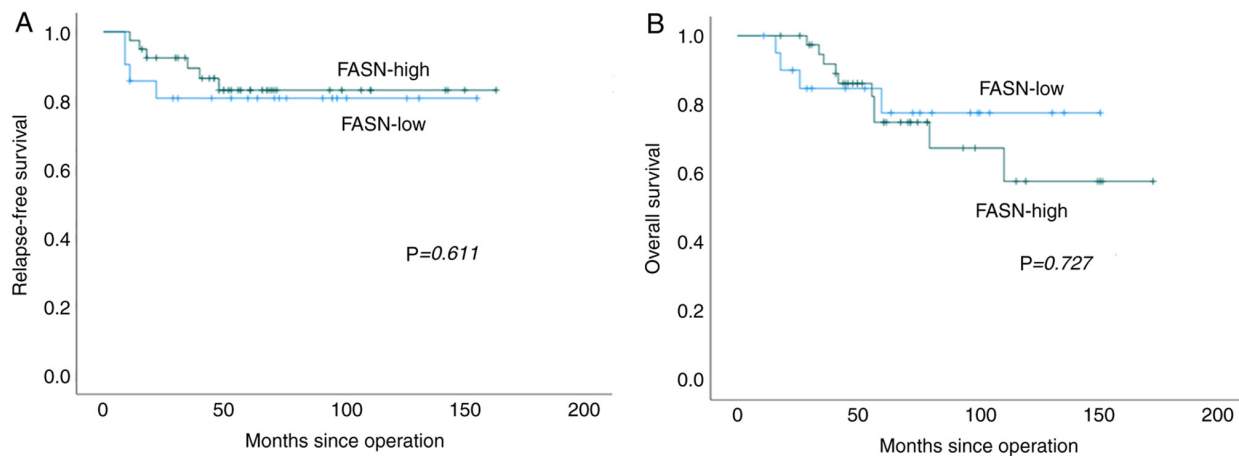 A
Relapse-free survival
1.0
0.8
0.6
0.4
0.2
0.0
FASN-high
FASN-low
P=0.611
0 50 100 150 200
Months since operation
B
Overall survival
1.0
0.8
0.6
0.4
0.2
0.0
FASN-low
FASN-high
P=0.727
0 50 100 150 200
Months since operation